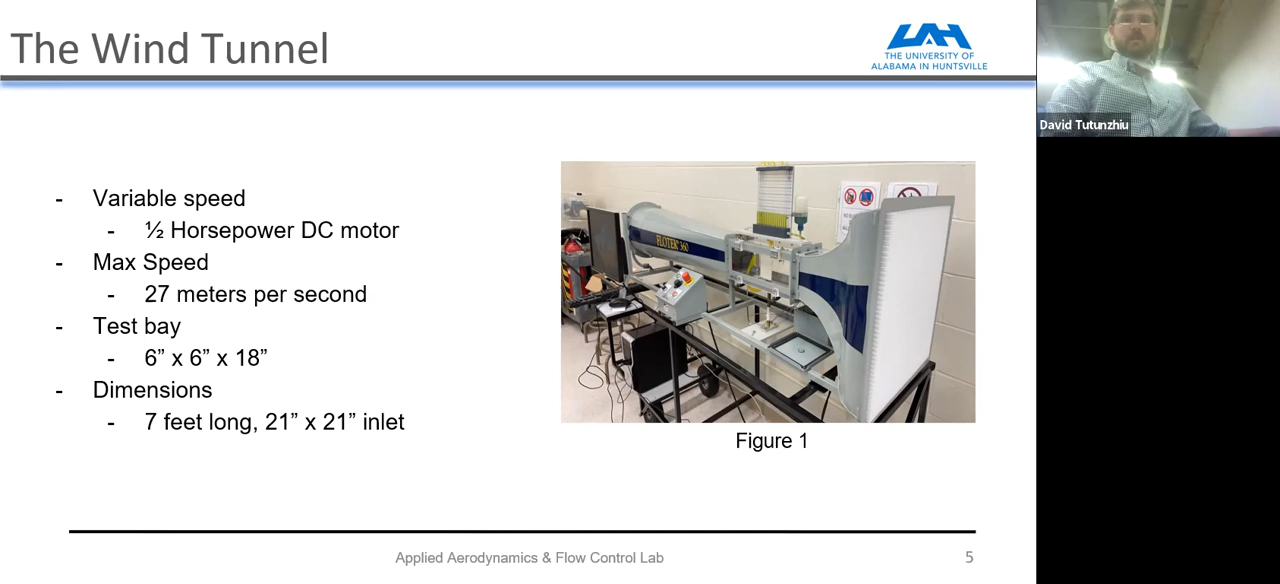 The Wind Tunnel
UAH
THE UNIVERSITY OF
ALABAMA IN HUNTSVILLE
David Tutunzhiu
- Variable speed
- ½ Horsepower DC motor
- Max Speed
- 27 meters per second
- Test bay
- 6” x 6” x 18”
- Dimensions
- 7 feet long, 21” x 21” inlet
FLOTEK 360
Figure 1
Applied Aerodynamics & Flow Control Lab
5